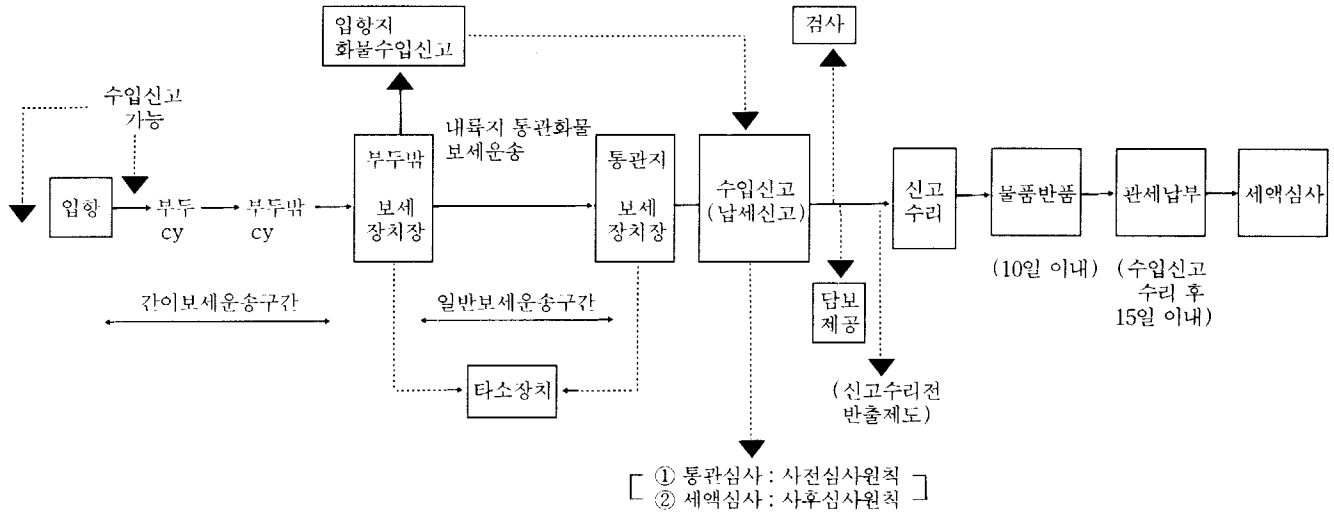 입항지
화물수입신고
검사
수입신고
가능
내륙지 통관화물
보세운송
입항
부두
cy
부두밖
cy
부두밖
보세
장치장
통관지
보세
장치장
수입신고
(납세신고)
신고
수리
물품반품
관세납부
세액심사
(10일 이내)
(수입신고
수리 후
15일 이내)
간이보세운송구간
일반보세운송구간
담보
제공
타소장치
(신고수리전
반출제도)
① 통관심사 : 사전심사원칙
② 세액심사 : 사후심사원칙